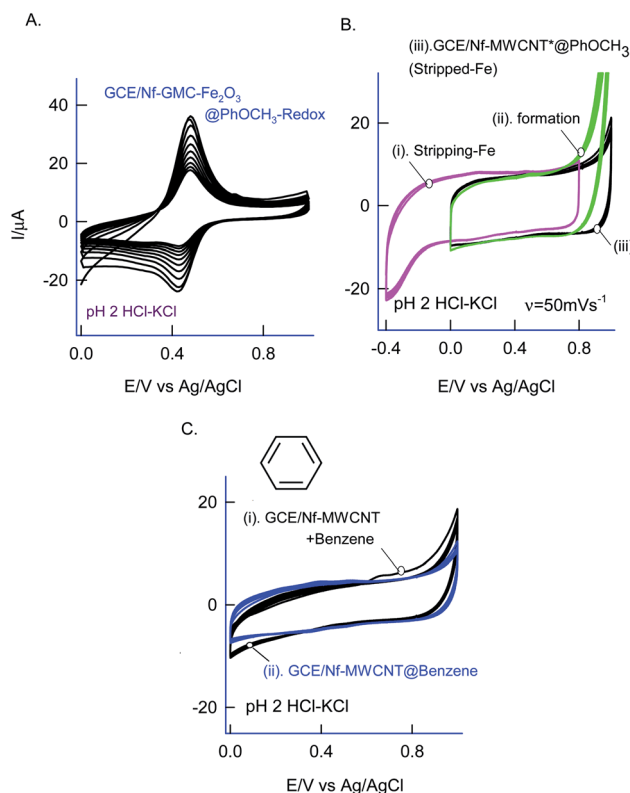 A.
GCE/Nf-GMC-Fe₂O₃
@PhOCH₃-Redox
I/µA
40
20
0
-20
pH 2 HCl-KCl
0.0
0.4
0.8
E/V vs Ag/AgCl
B.
(iii).GCE/Nf-MWCNT*@PhOCH₃
(Stripped-Fe)
(ii). formation
(i). Stripping-Fe
20
0
-20
(iii)
pH 2 HCl-KCl
ν=50mVs⁻¹
-0.4
0.0
0.4
0.8
E/V vs Ag/AgCl
C.
(i). GCE/Nf-MWCNT
+Benzene
20
0
-20
(ii). GCE/Nf-MWCNT@Benzene
pH 2 HCl-KCl
0.0
0.4
0.8
E/V vs Ag/AgCl